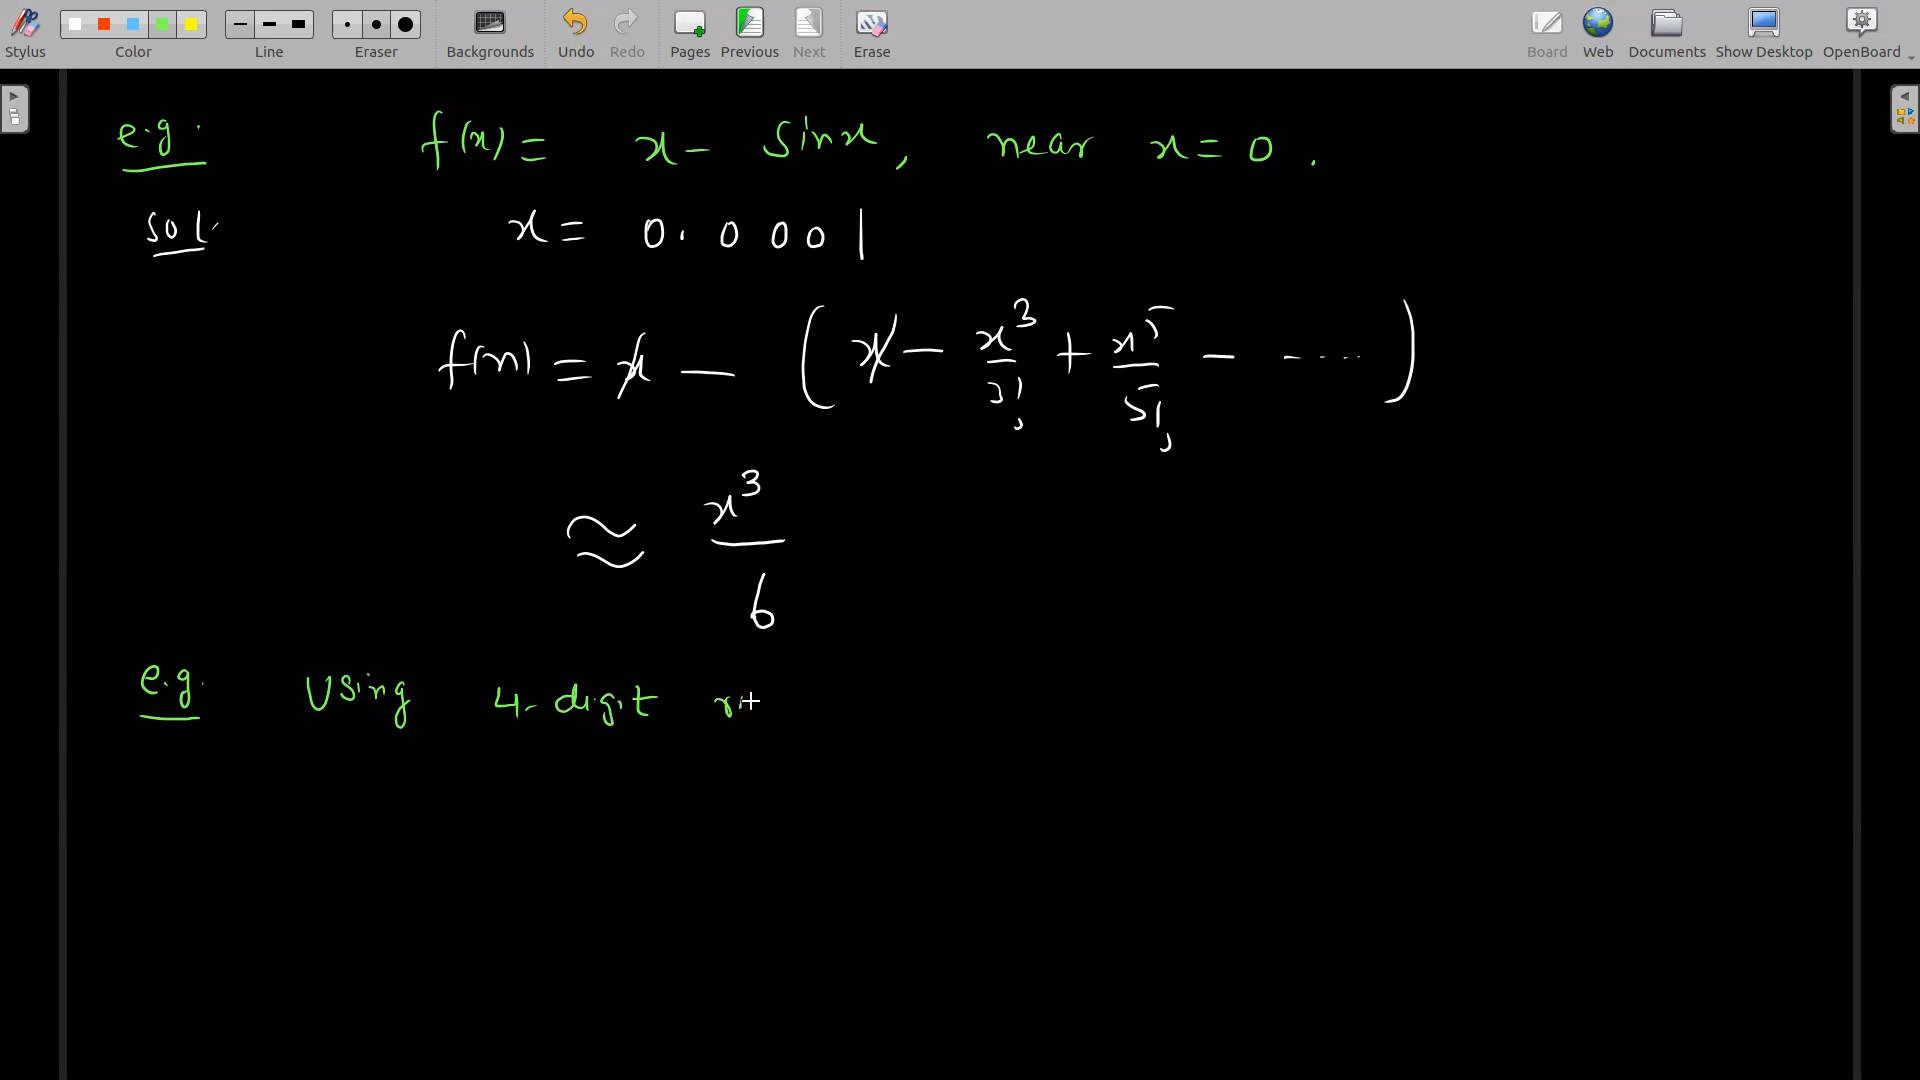 Stylus Color Line Eraser Backgrounds Undo Redo Pages Previous Next Erase Board Web Documents Show Desktop OpenBoard
e.g. f(x) = x - sinx, near x = 0.
sol. x = 0.0001
f(x) = x - (x - x³/3! + x⁵/5! - ....)
≈ x³/6
e.g. Using 4-digit